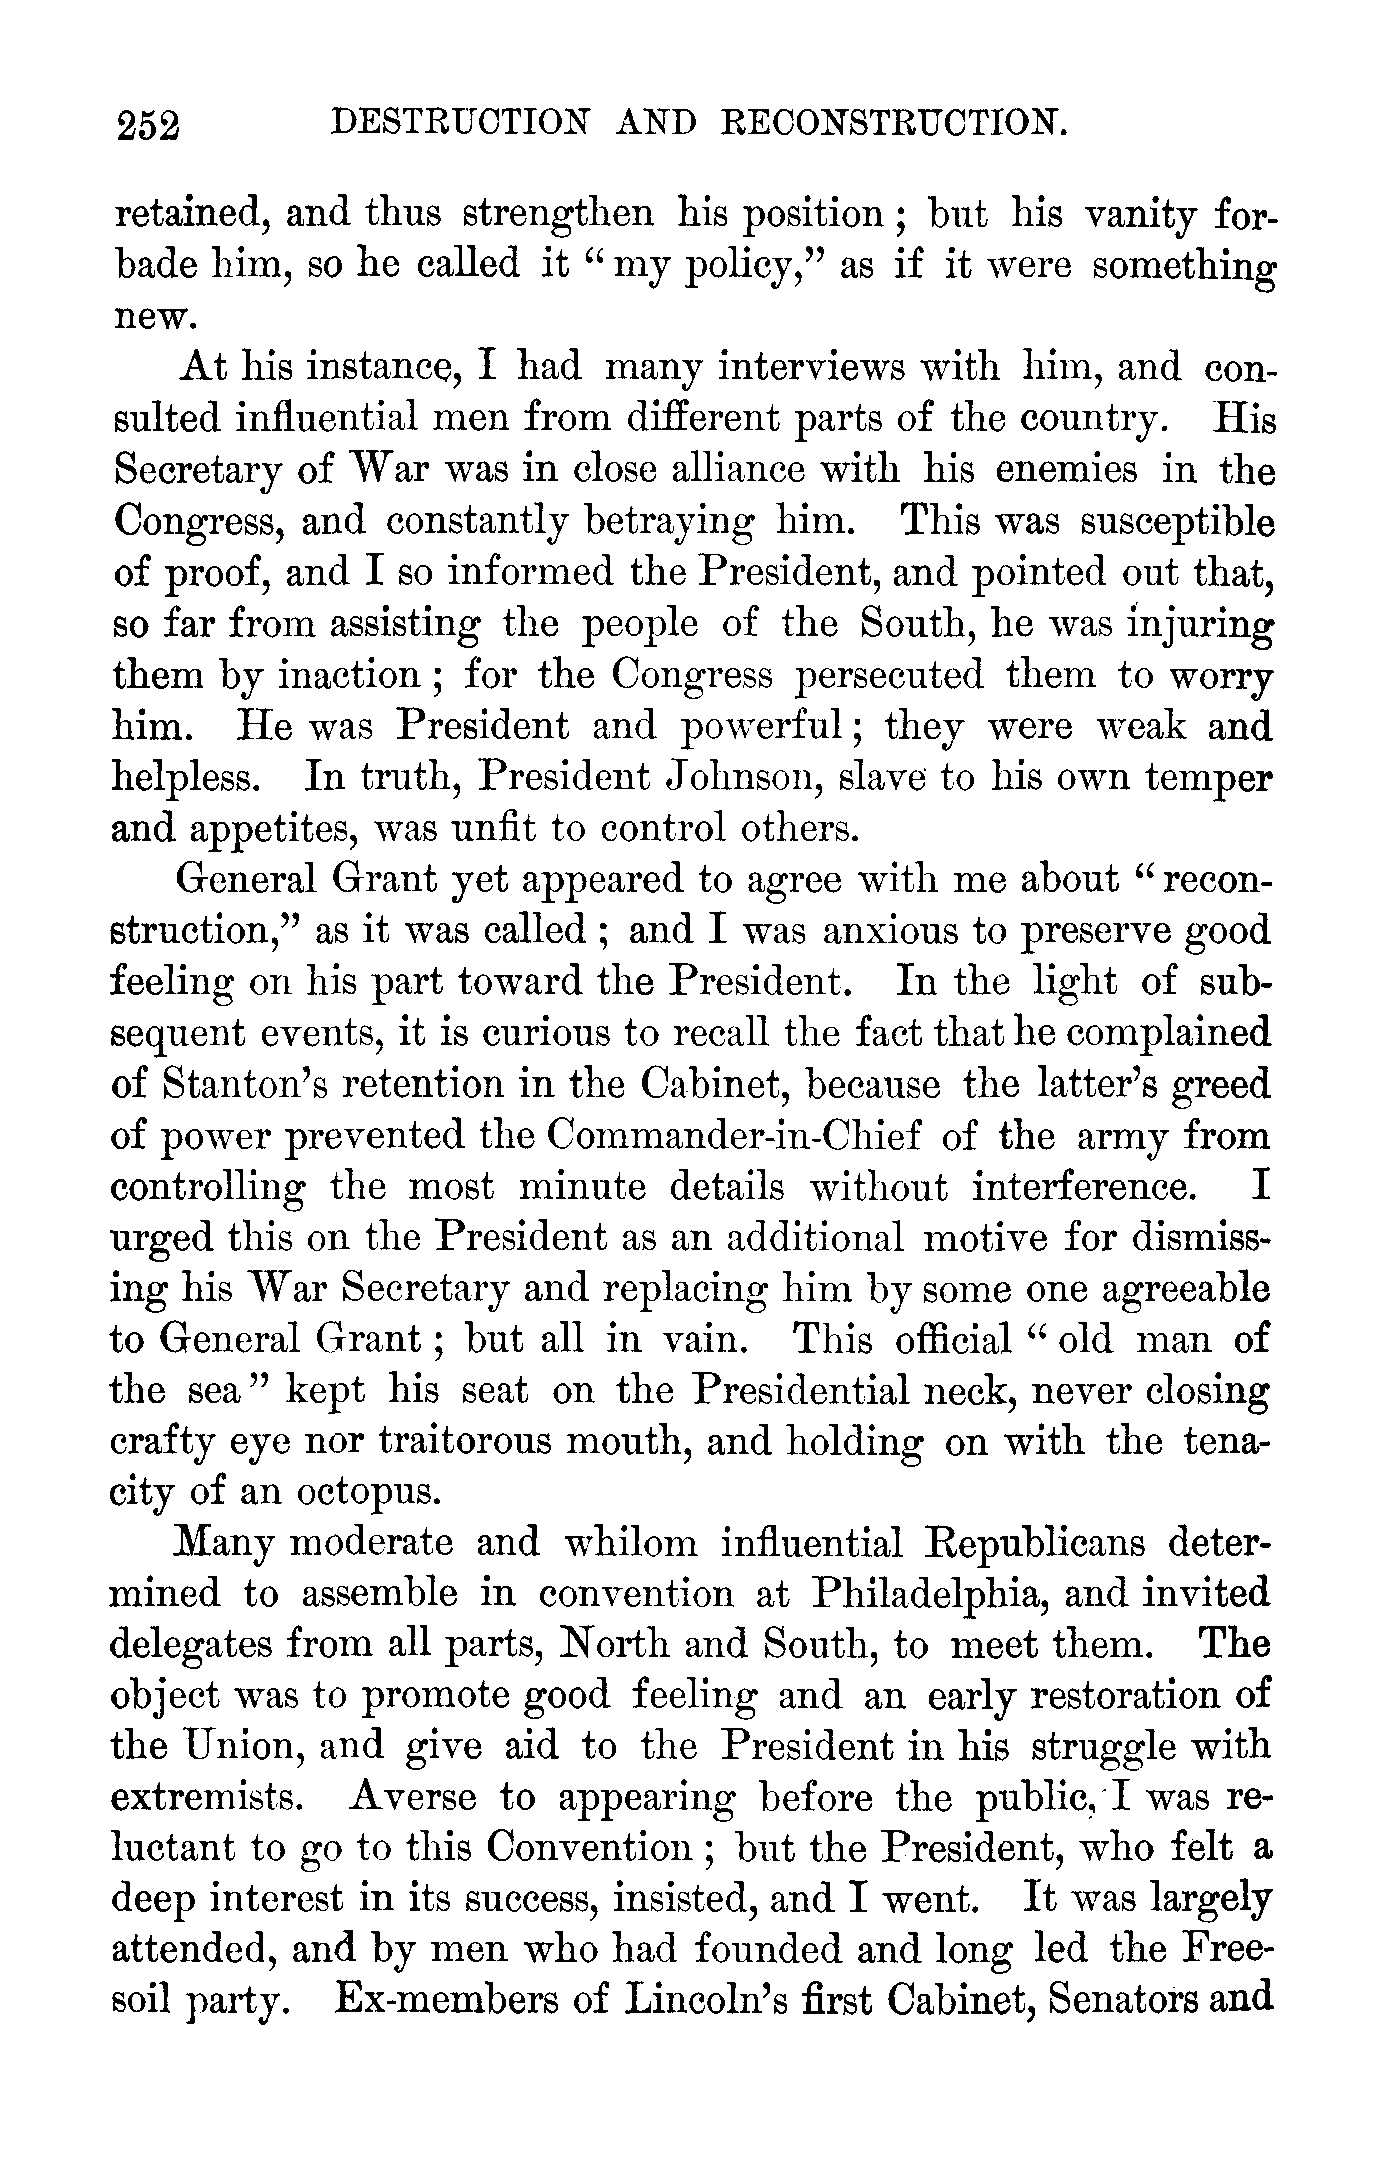 252 DESTRUCTION AND RECONSTRUCTION.
retained, and thus strengthen his position ; but his vanity for-
bade him, so he called it “ my policy,” as if it were something
new.
At his instance, I had many interviews with him, and con-
sulted influential men from different parts of the country. His
Secretary of War was in close alliance with his enemies in the
Congress, and constantly betraying him. This was susceptible
of proof, and I so informed the President, and pointed out that,
so far from assisting the people of the South, he was injuring
them by inaction ; for the Congress persecuted them to worry
him. He was President and powerful ; they were weak and
helpless. In truth, President Johnson, slave to his own temper
and appetites, was unfit to control others.
General Grant yet appeared to agree with me about “ recon-
struction,” as it was called ; and I was anxious to preserve good
feeling on his part toward the President. In the light of sub-
sequent events, it is curious to recall the fact that he complained
of Stanton’s retention in the Cabinet, because the latter’s greed
of power prevented the Commander-in-Chief of the army from
controlling the most minute details without interference. I
urged this on the President as an additional motive for dismiss-
ing his War Secretary and replacing him by some one agreeable
to General Grant ; but all in vain. This official “ old man of
the sea ” kept his seat on the Presidential neck, never closing
crafty eye nor traitorous mouth, and holding on with the tena-
city of an octopus.
Many moderate and whilom influential Republicans deter-
mined to assemble in convention at Philadelphia, and invited
delegates from all parts, North and South, to meet them. The
object was to promote good feeling and an early restoration of
the Union, and give aid to the President in his struggle with
extremists. Averse to appearing before the public, I was re-
luctant to go to this Convention ; but the President, who felt a
deep interest in its success, insisted, and I went. It was largely
attended, and by men who had founded and long led the Free-
soil party. Ex-members of Lincoln’s first Cabinet, Senators and